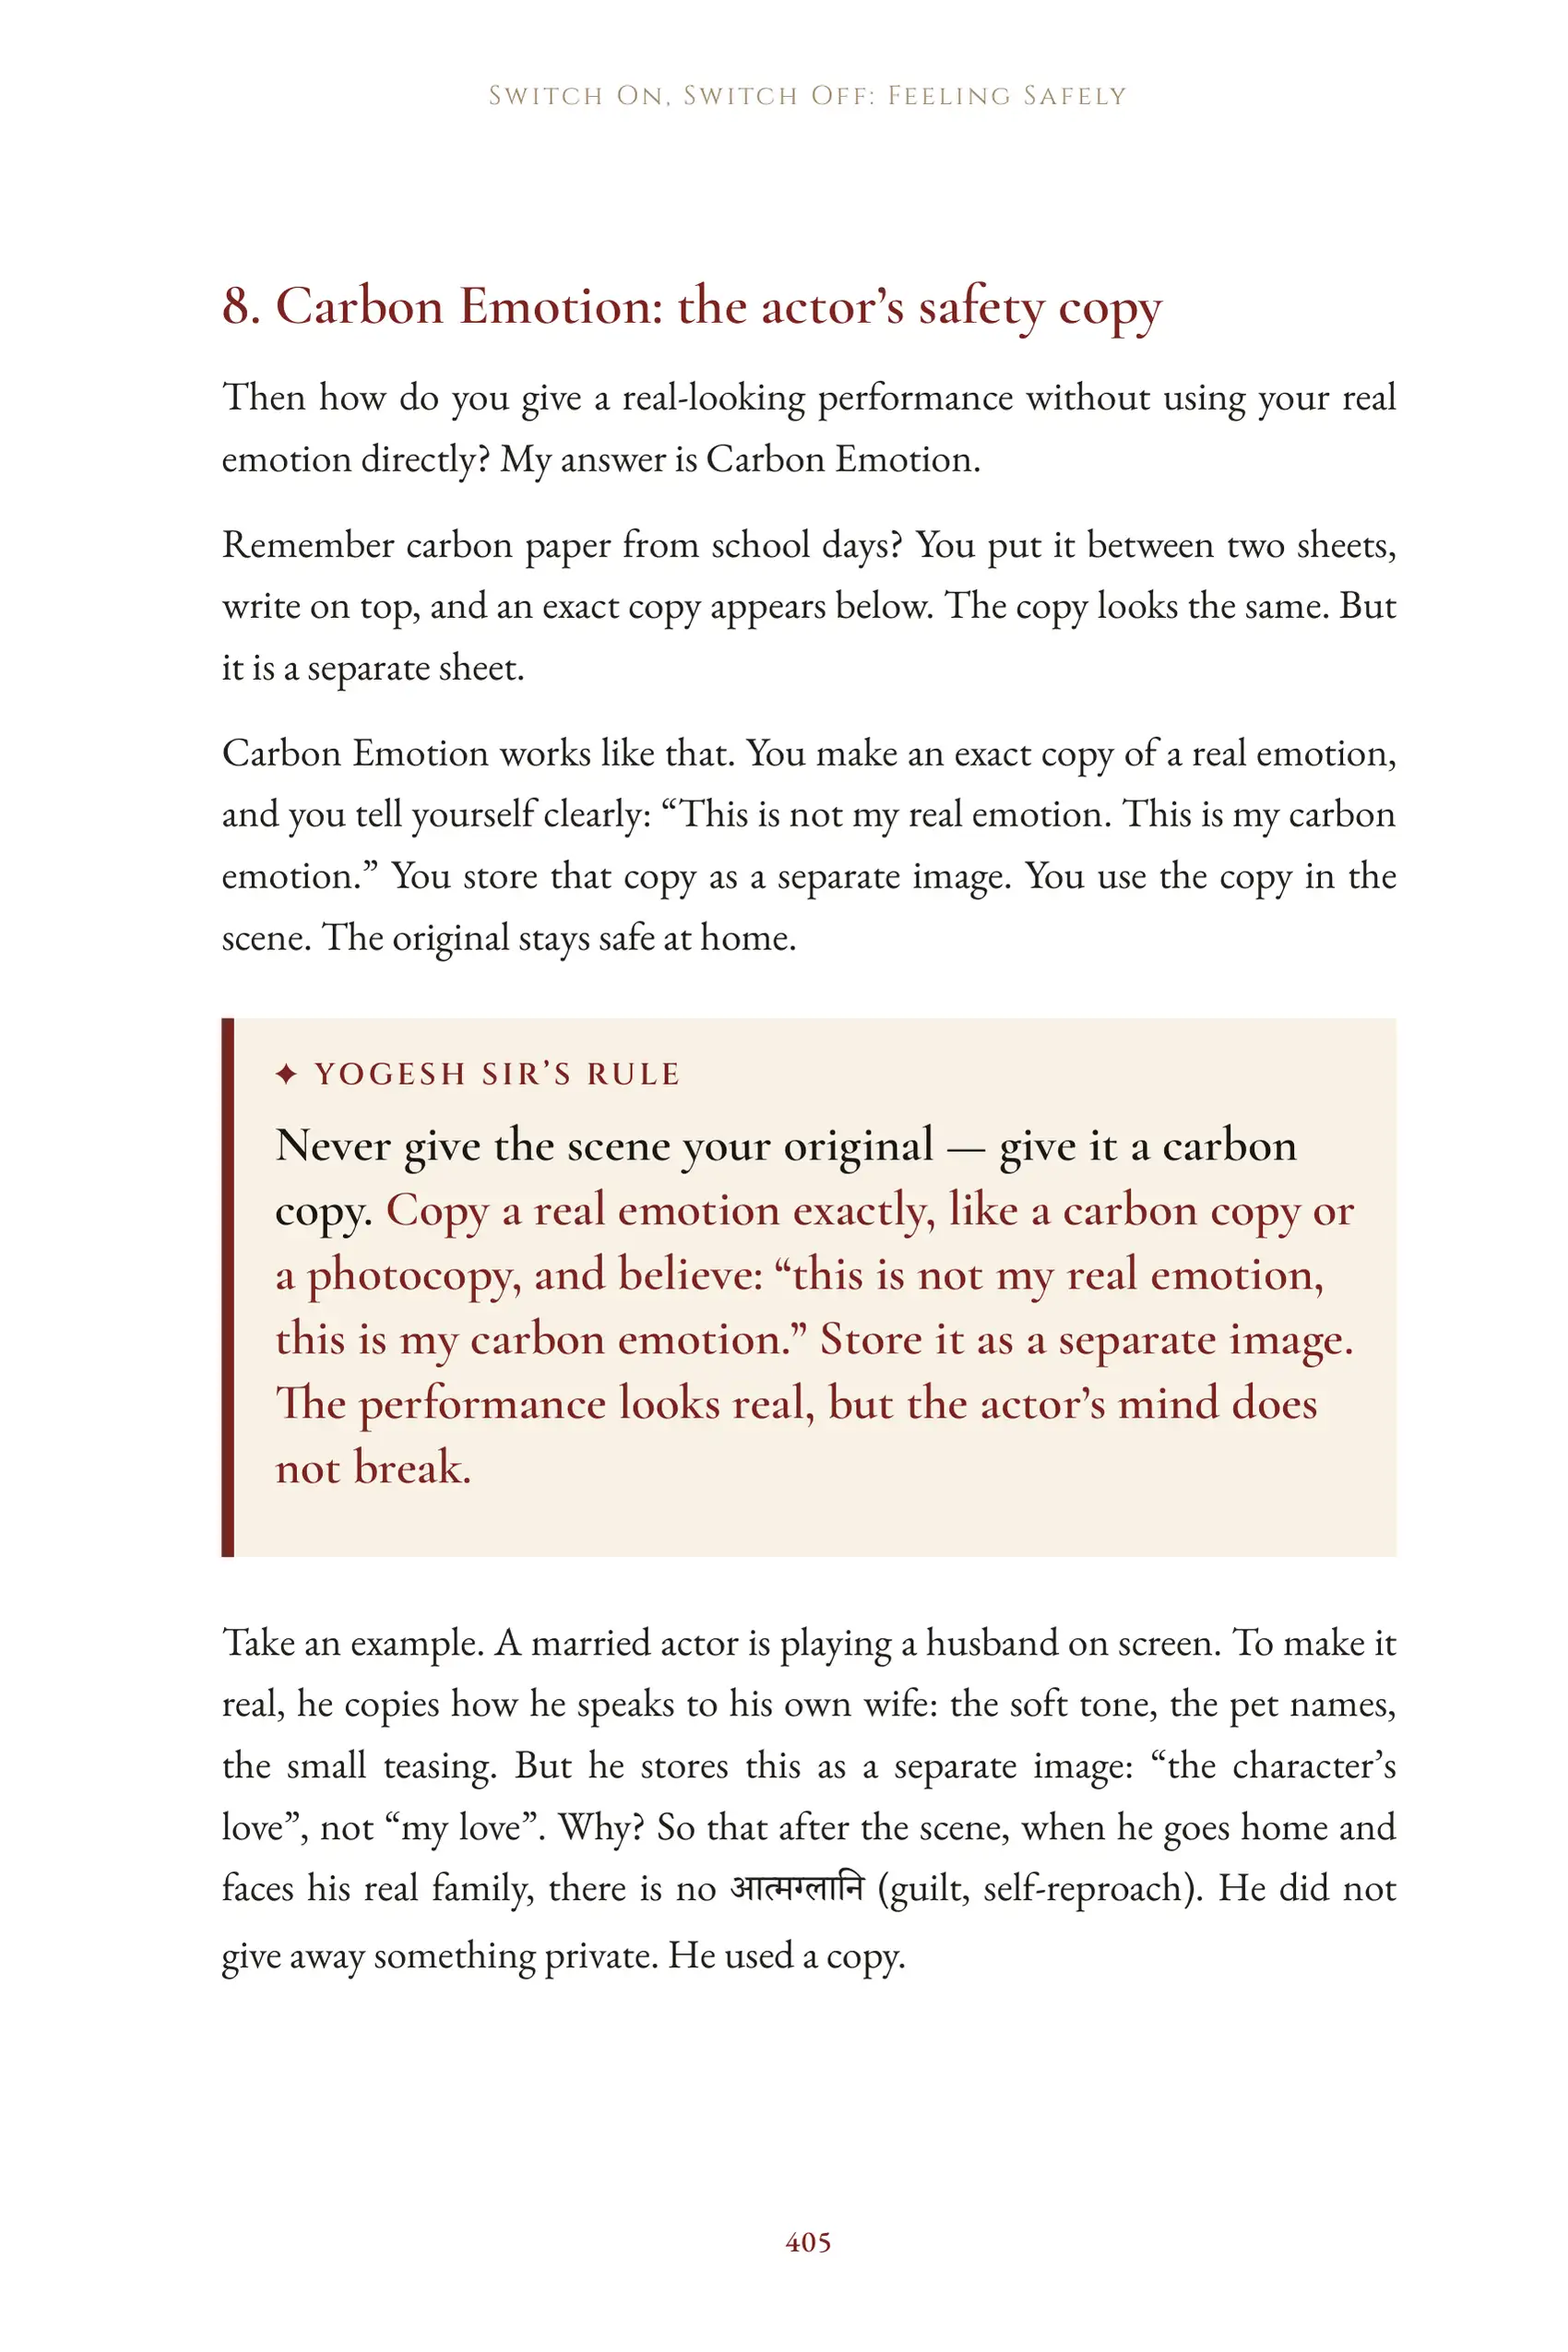 Switch On, Switch Off: Feeling Safely
8. Carbon Emotion: the actor’s safety copy
Then how do you give a real-looking performance without using your real
emotion directly? My answer is Carbon Emotion.
Remember carbon paper from school days? You put it between two sheets,
write on top, and an exact copy appears below. The copy looks the same. But
it is a separate sheet.
Carbon Emotion works like that. You make an exact copy of a real emotion,
and you tell yourself clearly: “This is not my real emotion. This is my carbon
emotion.” You store that copy as a separate image. You use the copy in the
scene. The original stays safe at home.
✦ YOGESH SIR’S RULE
Never give the scene your original — give it a carbon
copy. Copy a real emotion exactly, like a carbon copy or
a photocopy, and believe: “this is not my real emotion,
this is my carbon emotion.” Store it as a separate image.
The performance looks real, but the actor’s mind does
not break.
Take an example. A married actor is playing a husband on screen. To make it
real, he copies how he speaks to his own wife: the soft tone, the pet names,
the small teasing. But he stores this as a separate image: “the character’s
love”, not “my love”. Why? So that after the scene, when he goes home and
faces his real family, there is no आत्मग्लानि (guilt, self-reproach). He did not
give away something private. He used a copy.
405